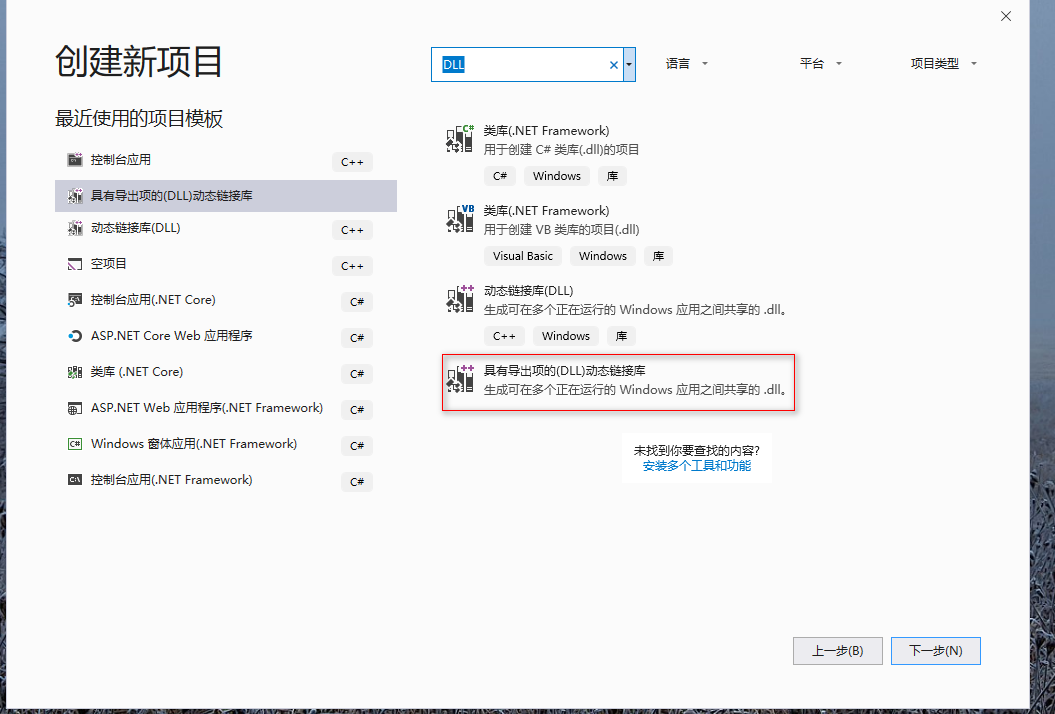 创建新项目
最近使用的项目模板
控制台应用
C++
具有导出项的(DLL)动态链接库
动态链接库(DLL)
C++
空项目
C++
控制台应用(.NET Core)
C#
ASP.NET Core Web 应用程序
C#
类库 (.NET Core)
C#
ASP.NET Web 应用程序(.NET Framework)
C#
Windows 窗体应用(.NET Framework)
C#
控制台应用(.NET Framework)
C#
DLL
语言
平台
项目类型
类库(.NET Framework)
用于创建 C# 类库(.dll)的项目
C# Windows 库
类库(.NET Framework)
用于创建 VB 类库的项目(.dll)
Visual Basic Windows 库
动态链接库(DLL)
生成可在多个正在运行的 Windows 应用之间共享的 .dll。
C++ Windows 库
具有导出项的(DLL)动态链接库
生成可在多个正在运行的 Windows 应用之间共享的 .dll。
未找到你要查找的内容?
安装多个工具和功能
上一步(B)
下一步(N)